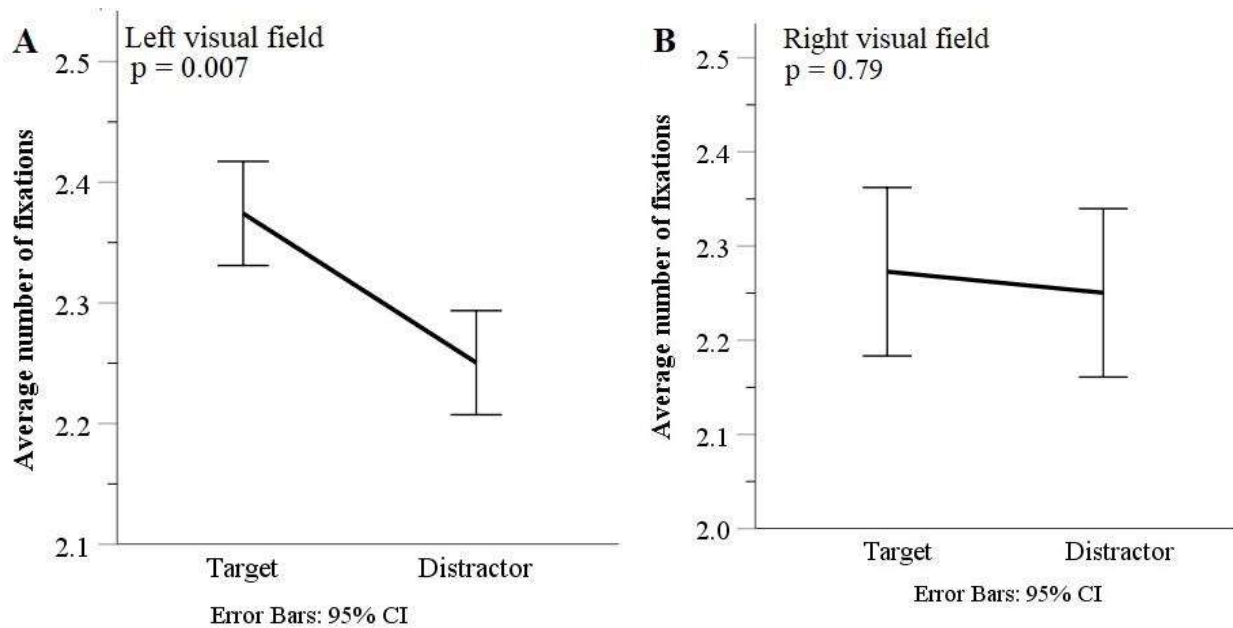 A
Left visual field
p = 0.007
Average number of fixations
2.5
2.4
2.3
2.2
2.1
Target
Distractor
Error Bars: 95% CI
B
Right visual field
p = 0.79
Average number of fixations
2.5
2.4
2.3
2.2
2.1
2.0
Target
Distractor
Error Bars: 95% CI